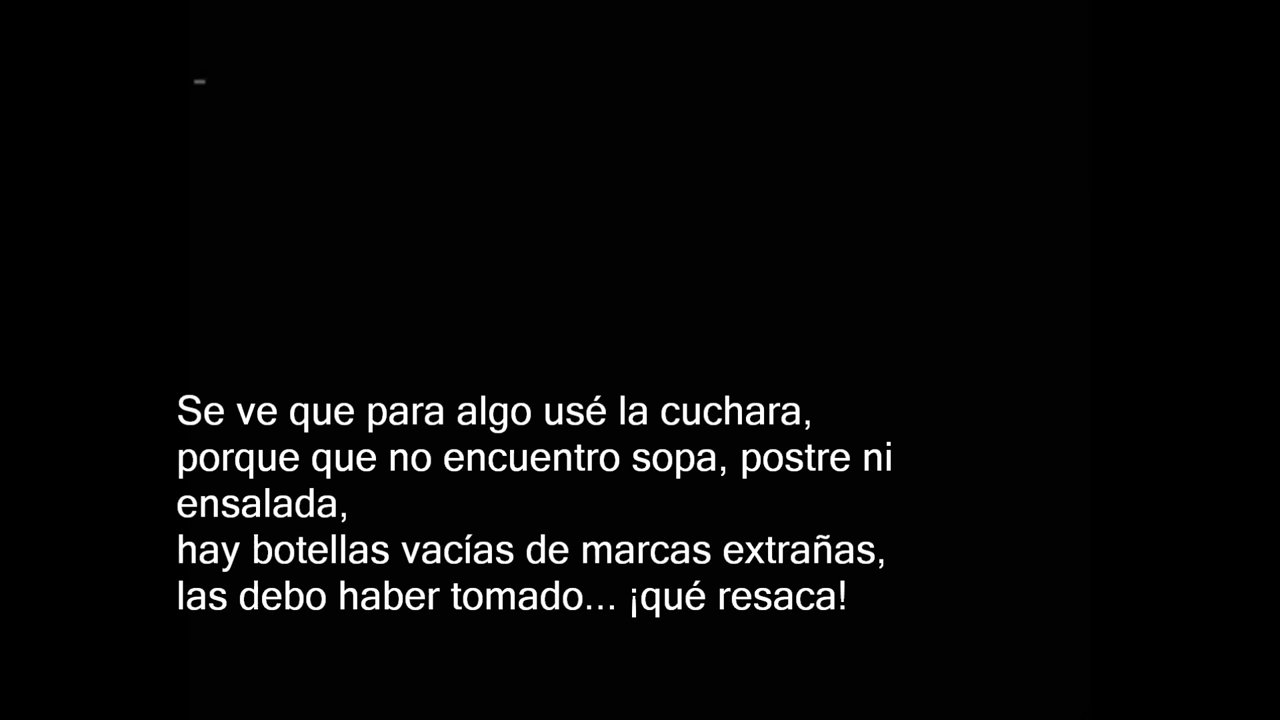 Se ve que para algo usé la cuchara,
porque que no encuentro sopa, postre ni
ensalada,
hay botellas vacías de marcas extrañas,
las debo haber tomado... ¡qué resaca!